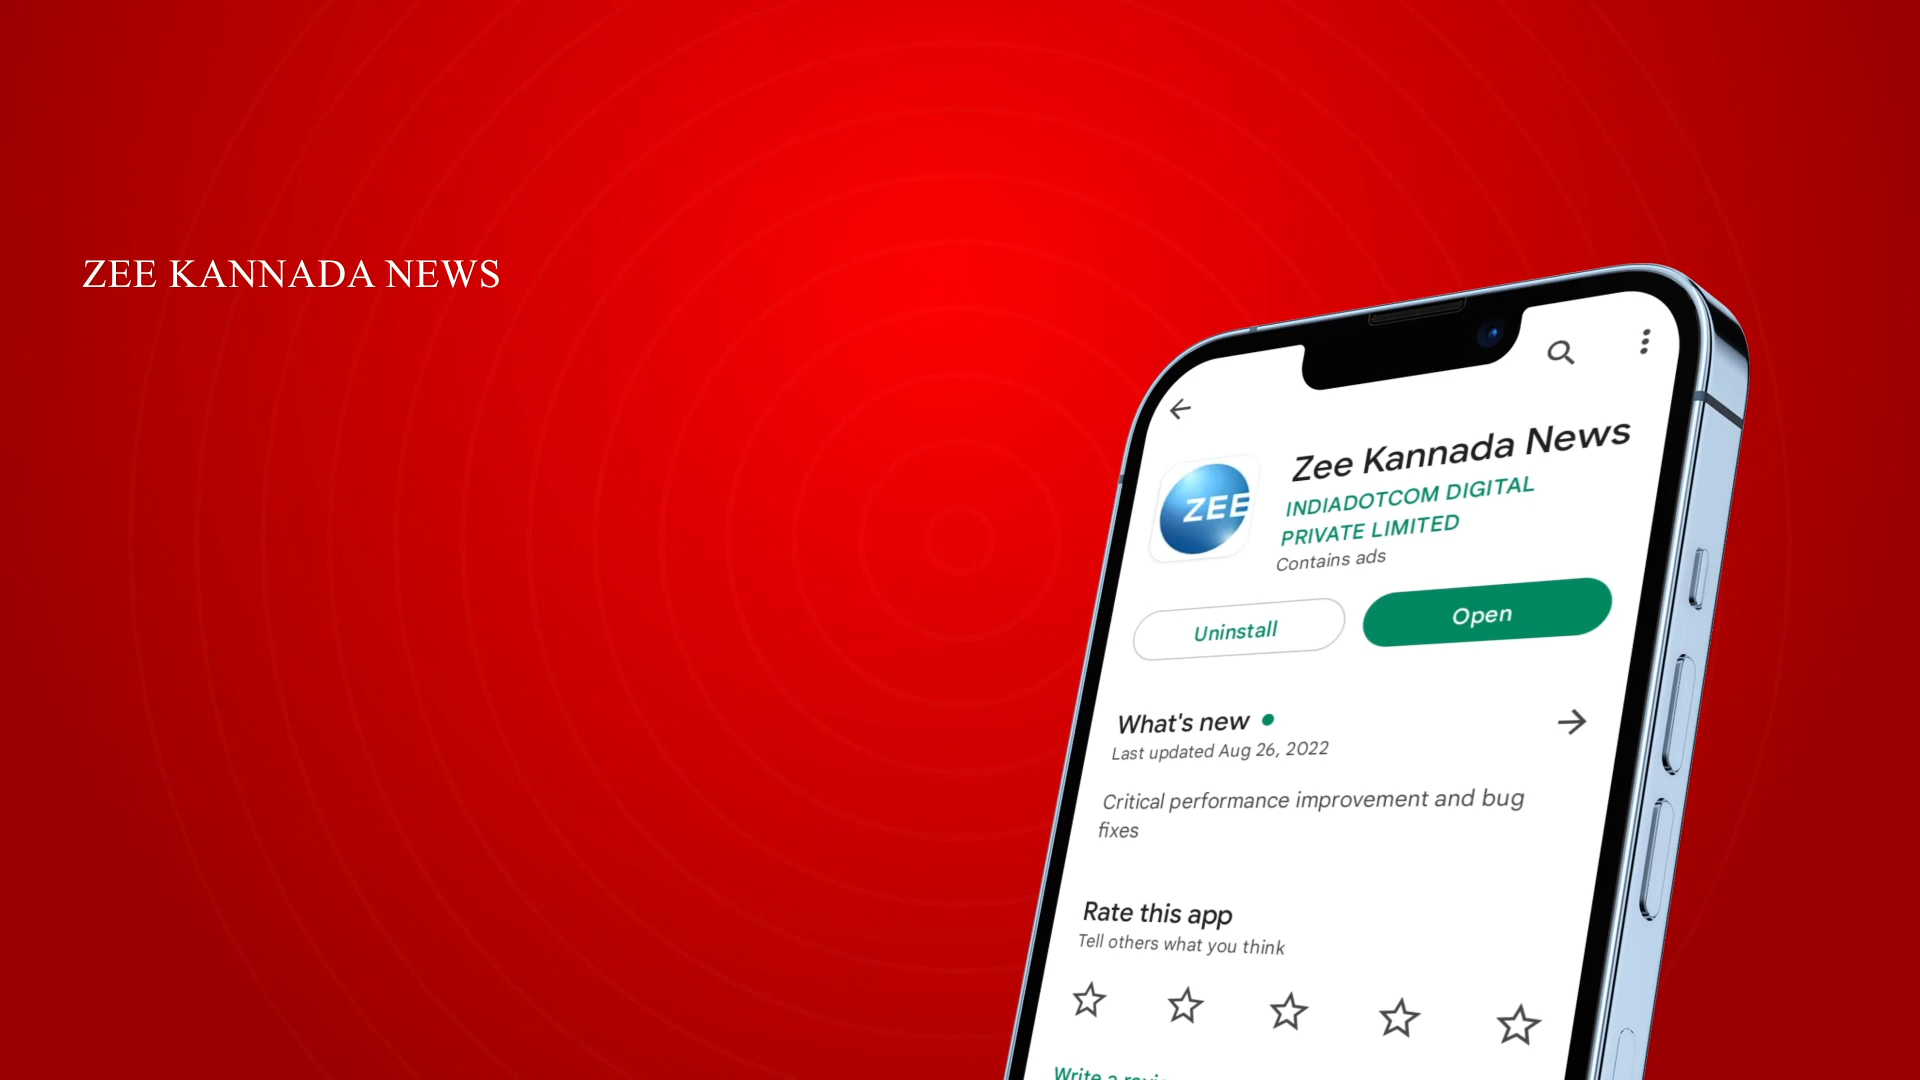 ZEE KANNADA NEWS
Zee Kannada News
ZEE
INDIADOTCOM DIGITAL
PRIVATE LIMITED
Contains ads
Uninstall
Open
What's new
Last updated Aug 26, 2022
Critical performance improvement and bug
fixes
Rate this app
Tell others what you think
Write a